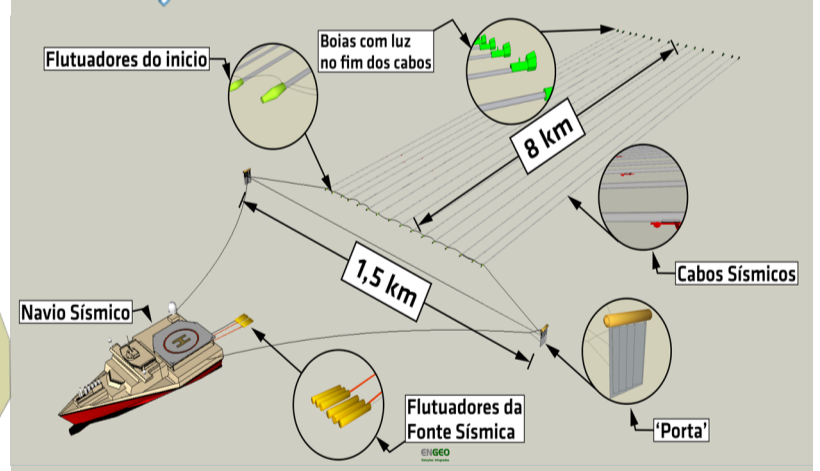 Flutuadores do inicio
Boias com luz
no fim dos cabos
8 km
1,5 km
Cabos Sísmicos
Navio Sísmico
H
Flutuadores da
Fonte Sísmica
'Porta'
ENGEO